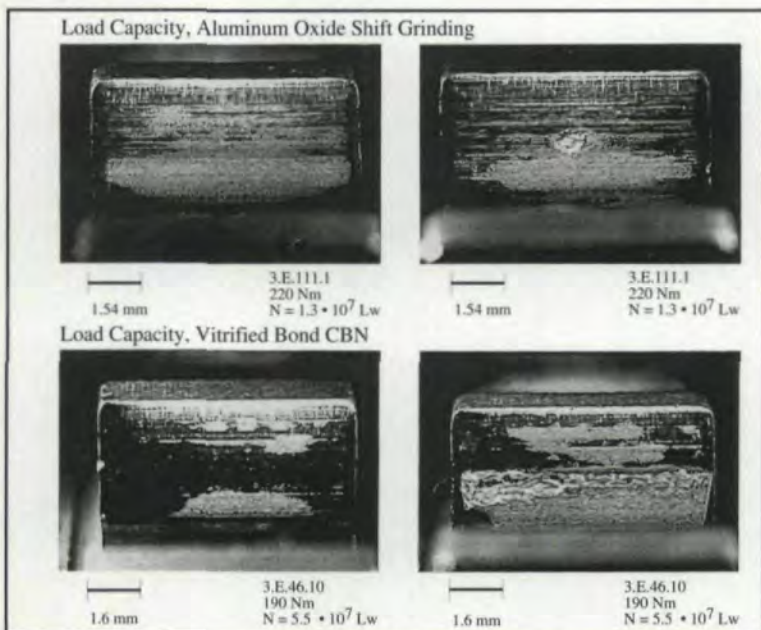 Load Capacity, Aluminum Oxide Shift Grinding
1.54 mm
3.E.111.1
220 Nm
N = 1.3 • 10⁷ Lw
1.54 mm
3.E.111.1
220 Nm
N = 1.3 • 10⁷ Lw
Load Capacity, Vitrified Bond CBN
1.6 mm
3.E.46.10
190 Nm
N = 5.5 • 10⁷ Lw
1.6 mm
3.E.46.10
190 Nm
N = 5.5 • 10⁷ Lw